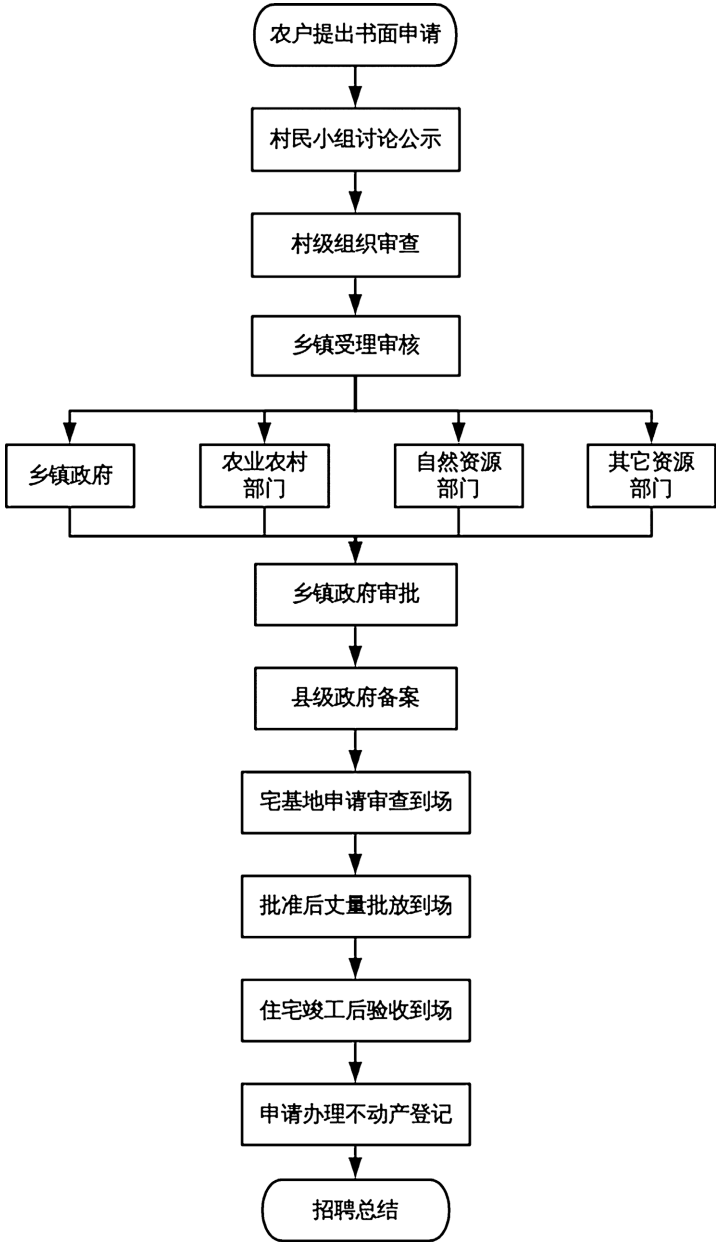 农户提出书面申请
村民小组讨论公示
村级组织审查
乡镇受理审核
乡镇政府
农业农村
部门
自然资源
部门
其它资源
部门
乡镇政府审批
县级政府备案
宅基地申请审查到场
批准后丈量批放到场
住宅竣工后验收到场
申请办理不动产登记
招聘总结